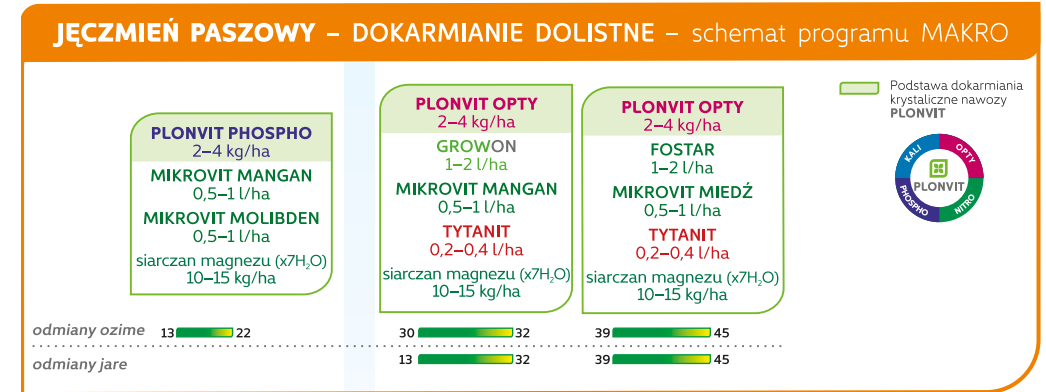 JĘCZMIEŃ PASZOWY – DOKARMIANIE DOLISTNE – schemat programu MAKRO
PLONVIT PHOSPHO
2–4 kg/ha
MIKROVIT MANGAN
0,5–1 l/ha
MIKROVIT MOLIBDEN
0,5–1 l/ha
siarczan magnezu (x7H₂O)
10–15 kg/ha
PLONVIT OPTY
2–4 kg/ha
GROWON
1–2 l/ha
MIKROVIT MANGAN
0,5–1 l/ha
TYTANIT
0,2–0,4 l/ha
siarczan magnezu (x7H₂O)
10–15 kg/ha
PLONVIT OPTY
2–4 kg/ha
FOSTAR
1–2 l/ha
MIKROVIT MIEDŹ
0,5–1 l/ha
TYTANIT
0,2–0,4 l/ha
siarczan magnezu (x7H₂O)
10–15 kg/ha
Podstawa dokarmiania
krystaliczne nawozy
PLONVIT
KALI
OPTY
PLONVIT
PHOSPHO
NITRO
odmiany ozime 13 22 30 32 39 45
odmiany jare 13 32 39 45